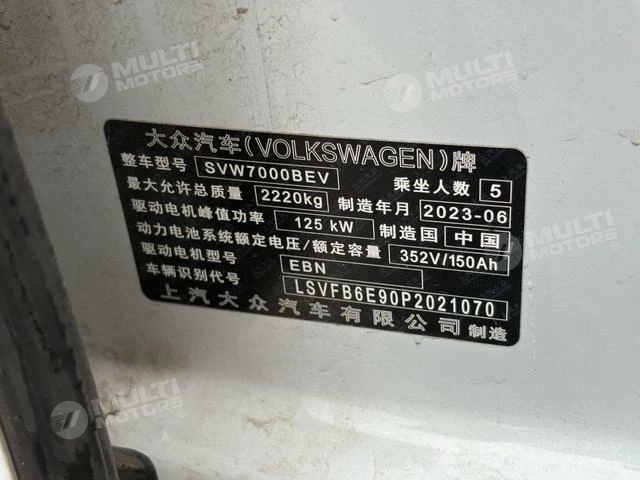 大众汽车(VOLKSWAGEN)牌
整车型号 SVW7000BEV 乘坐人数 5
最大允许总质量 2220kg 制造年月 2023-06
驱动电机峰值功率 125 kW 制造国 中国
动力电池系统额定电压/额定容量 352V/150Ah
驱动电机型号 EBN
车辆识别代号 LSVFB6E90P2021070
上汽大众汽车有限公司 制造
MULTI MOTORS
MULTI MOTORS
MULTI MOTORS
MULTI MOTORS